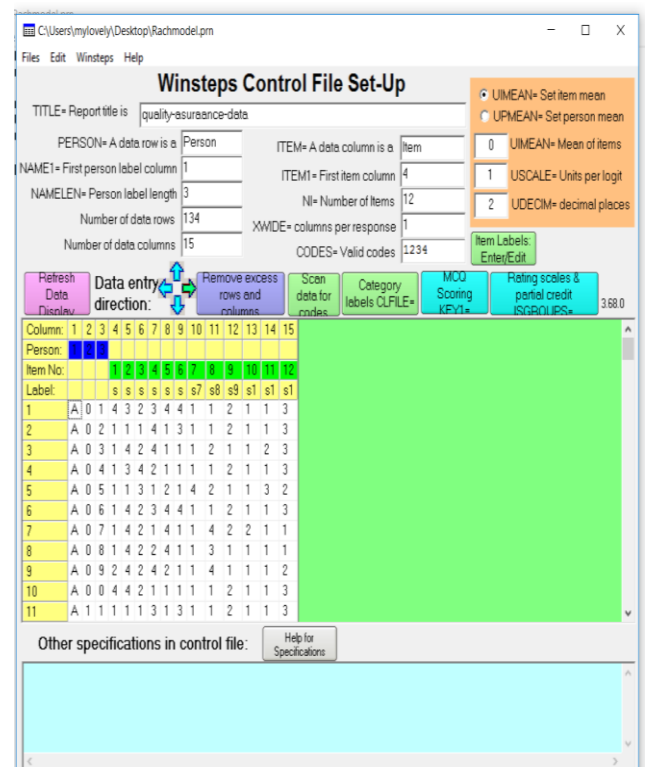 C:\Users\mylovely\Desktop\Rachmodel.prn
Files Edit Winsteps Help
Winsteps Control File Set-Up
TITLE= Report title is quality-asuraance-data
PERSON= A data row is a Person
ITEM= A data column is a Item
NAME1= First person label column 1
ITEM1= First item column 4
NAMELEN= Person label length 3
NI= Number of Items 12
Number of data rows 134
XWIDE= columns per response 1
Number of data columns 15
CODES= Valid codes 1234
UIMEAN= Set item mean
UPMEAN= Set person mean
0 UIMEAN= Mean of items
1 USCALE= Units per logit
2 UDECIM= decimal places
Item Labels:
Enter/Edit
Refresh
Data
Display
Data entry
direction:
Remove excess
rows and
columns
Scan
data for
codes
Category
labels CLFILE=
MCQ
Scoring
KEY1=
Rating scales &
partial credit
ISGROUPS=
3.68.0
Column: 1 2 3 4 5 6 7 8 9 10 11 12 13 14 15
Person: 1 2 3
Item No: 1 2 3 4 5 6 7 8 9 10 11 12
Label: s s s s s s s7 s8 s9 s1 s1 s1
1 A 0 1 4 3 2 3 4 4 1 1 2 1 1 3
2 A 0 2 1 1 1 4 1 3 1 1 2 1 1 3
3 A 0 3 1 4 2 4 1 1 1 2 1 1 2 3
4 A 0 4 1 3 4 2 1 1 1 1 2 1 1 3
5 A 0 5 1 1 3 1 2 1 4 2 1 1 3 2
6 A 0 6 1 4 2 3 4 4 1 1 2 1 1 3
7 A 0 7 1 4 2 1 4 1 1 4 2 2 1 1
8 A 0 8 1 4 2 2 4 1 1 3 1 1 1 1
9 A 0 9 2 4 2 4 2 1 1 4 1 1 1 2
10 A 0 0 4 4 2 1 1 1 1 1 2 1 1 3
11 A 1 1 1 1 1 3 1 3 1 1 2 1 1 3
Other specifications in control file:
Help for
Specifications